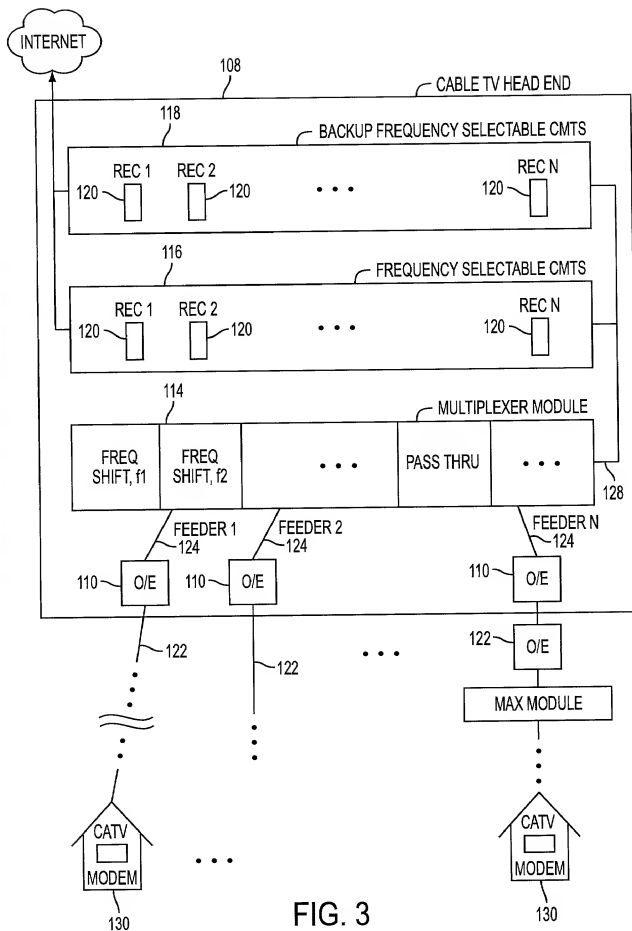 INTERNET
108
CABLE TV HEAD END
118
BACKUP FREQUENCY SELECTABLE CMTS
REC 1
REC 2
REC N
120
120
120
116
FREQUENCY SELECTABLE CMTS
REC 1
REC 2
REC N
120
120
120
114
MULTIPLEXER MODULE
FREQ
SHIFT, f1
FREQ
SHIFT, f2
PASS THRU
128
FEEDER 1
124
FEEDER 2
124
FEEDER N
124
110
O/E
110
O/E
110
O/E
122
122
122
O/E
MAX MODULE
CATV
MODEM
130
CATV
MODEM
130
FIG. 3